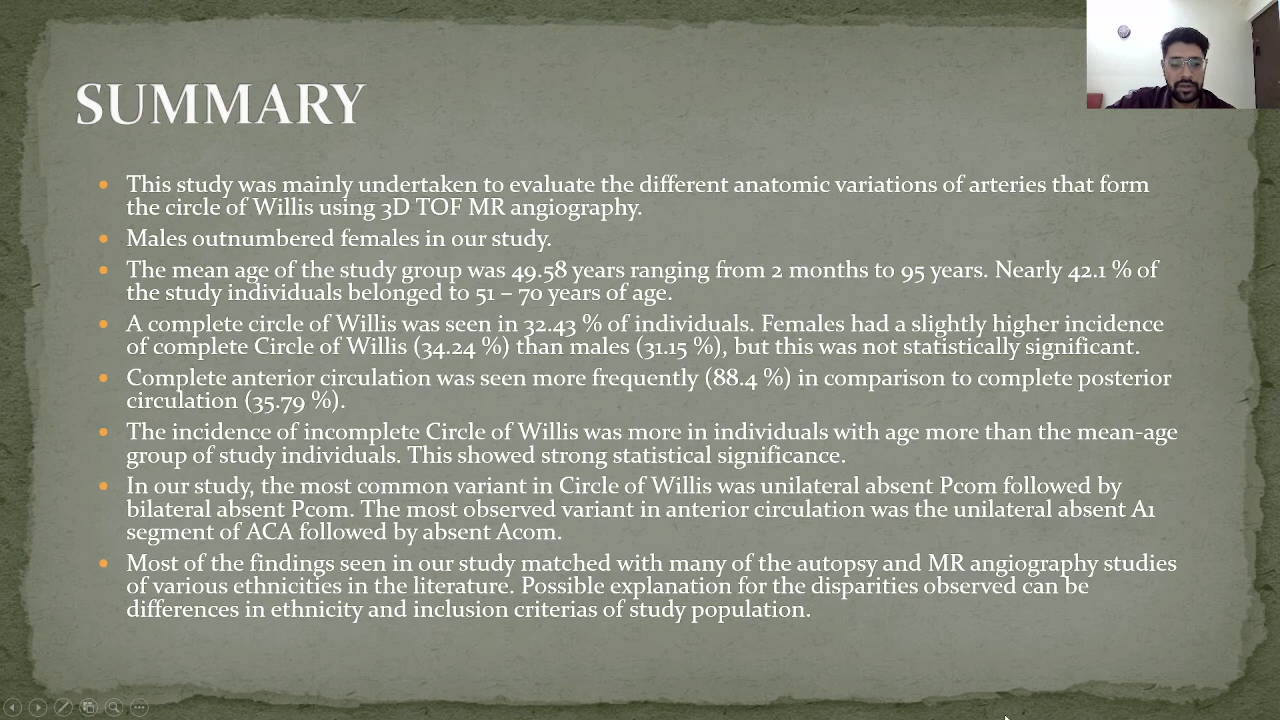 SUMMARY
This study was mainly undertaken to evaluate the different anatomic variations of arteries that form
the circle of Willis using 3D TOF MR angiography.
Males outnumbered females in our study.
The mean age of the study group was 49.58 years ranging from 2 months to 95 years. Nearly 42.1 % of
the study individuals belonged to 51 – 70 years of age.
A complete circle of Willis was seen in 32.43 % of individuals. Females had a slightly higher incidence
of complete Circle of Willis (34.24 %) than males (31.15 %), but this was not statistically significant.
Complete anterior circulation was seen more frequently (88.4 %) in comparison to complete posterior
circulation (35.79 %).
The incidence of incomplete Circle of Willis was more in individuals with age more than the mean-age
group of study individuals. This showed strong statistical significance.
In our study, the most common variant in Circle of Willis was unilateral absent Pcom followed by
bilateral absent Pcom. The most observed variant in anterior circulation was the unilateral absent A1
segment of ACA followed by absent Acom.
Most of the findings seen in our study matched with many of the autopsy and MR angiography studies
of various ethnicities in the literature. Possible explanation for the disparities observed can be
differences in ethnicity and inclusion criterias of study population.